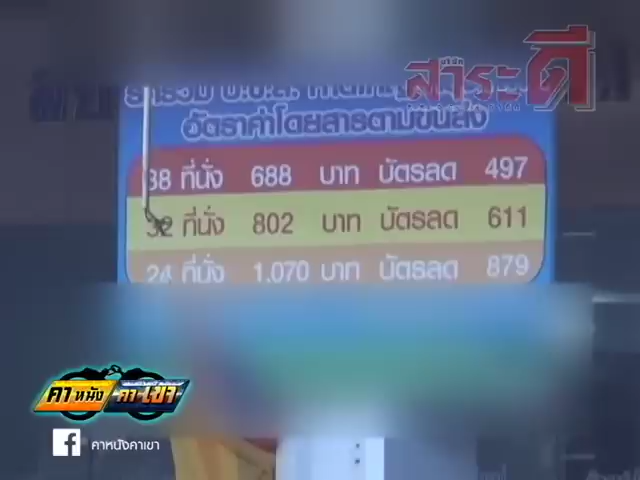 สาระดี
อัตราค่าโดยสารตามขนส่ง
38 ที่นั่ง 688 บาท บัตรลด 497
32 ที่นั่ง 802 บาท บัตรลด 611
24 ที่นั่ง 1,070 บาท บัตรลด 879
คาหนัง คาเขา
คาหนังคาเขา